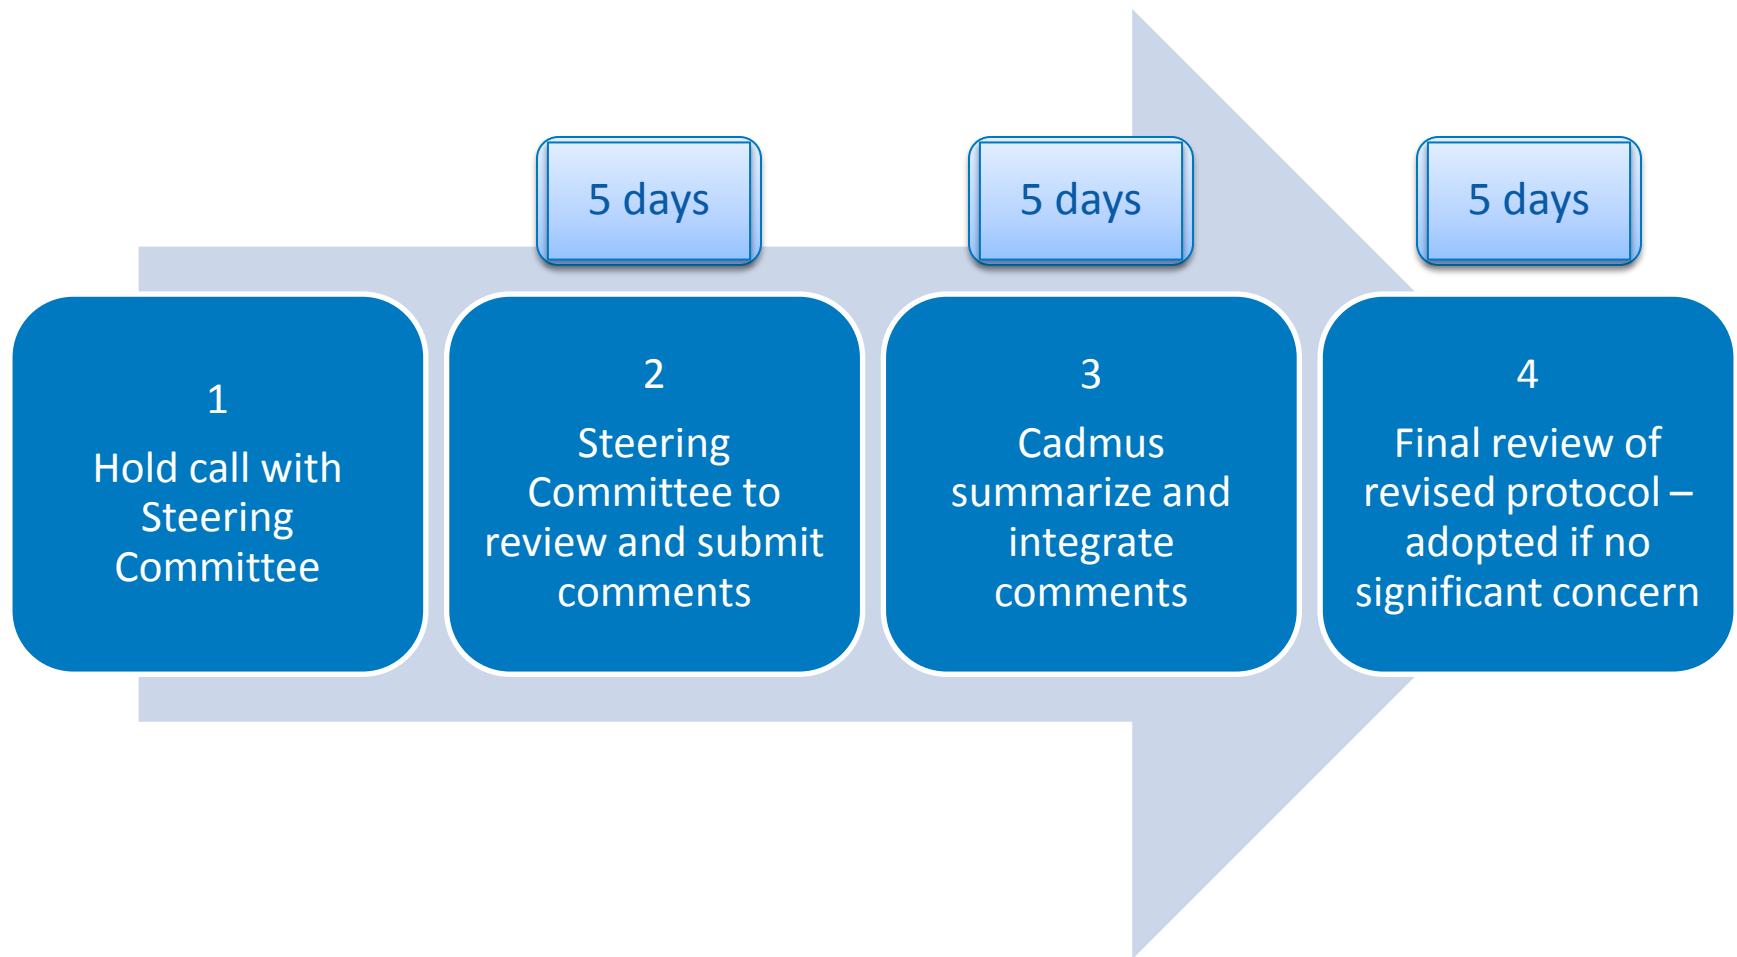 5 days
5 days
5 days
1
Hold call with
Steering
Committee
2
Steering
Committee to
review and submit
comments
3
Cadmus
summarize and
integrate
comments
4
Final review of
revised protocol –
adopted if no
significant concern